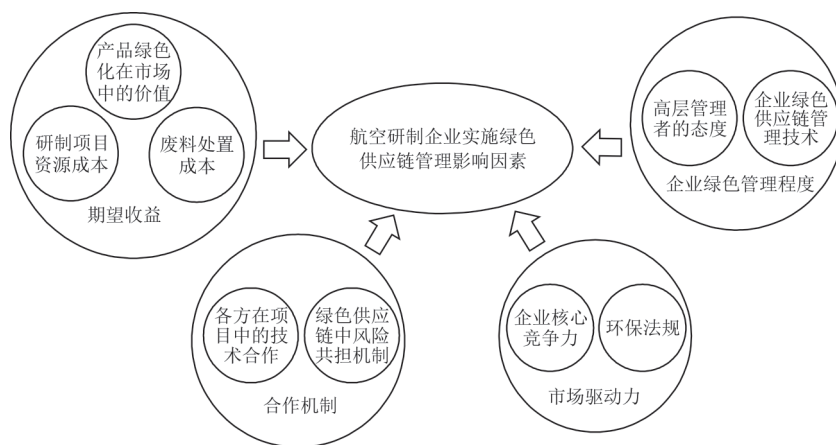 产品绿色
化在市场
中的价值
研制项目
资源成本
废料处置
成本
期望收益
航空研制企业实施绿色
供应链管理影响因素
高层管理
者的态度
企业绿色
供应链管
理技术
企业绿色管理程度
各方在项
目中的技
术合作
绿色供应
链中风险
共担机制
合作机制
企业核心
竞争力
环保法规
市场驱动力